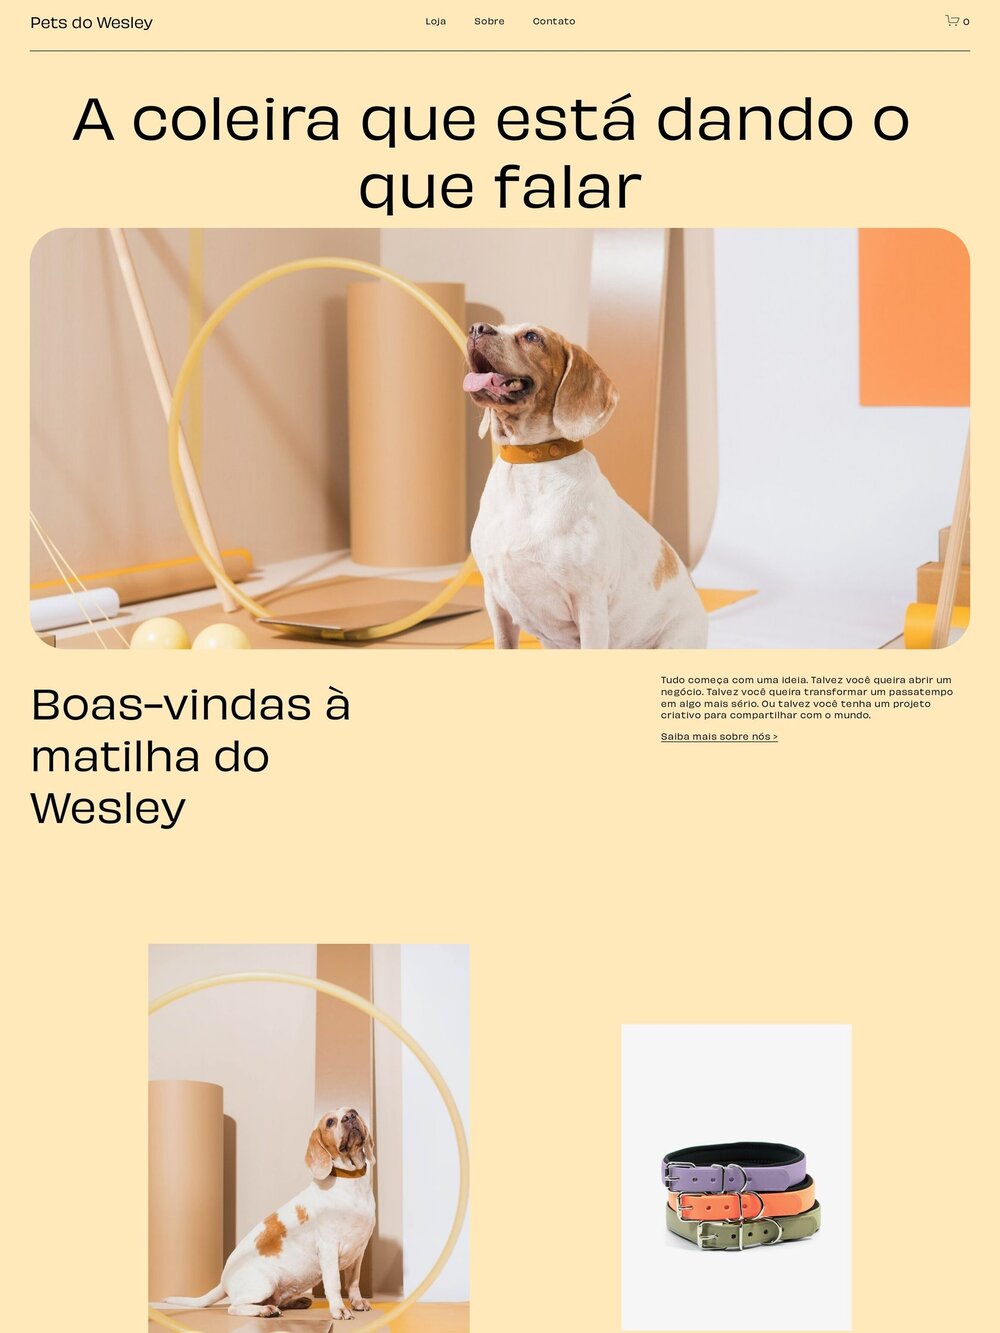 Pets do Wesley
Loja
Sobre
Contato
0
A coleira que está dando o
que falar
Boas-vindas à
matilha do
Wesley
Tudo começa com uma ideia. Talvez você queira abrir um
negócio. Talvez você queira transformar um passatempo
em algo mais sério. Ou talvez você tenha um projeto
criativo para compartilhar com o mundo.
Saiba mais sobre nós >